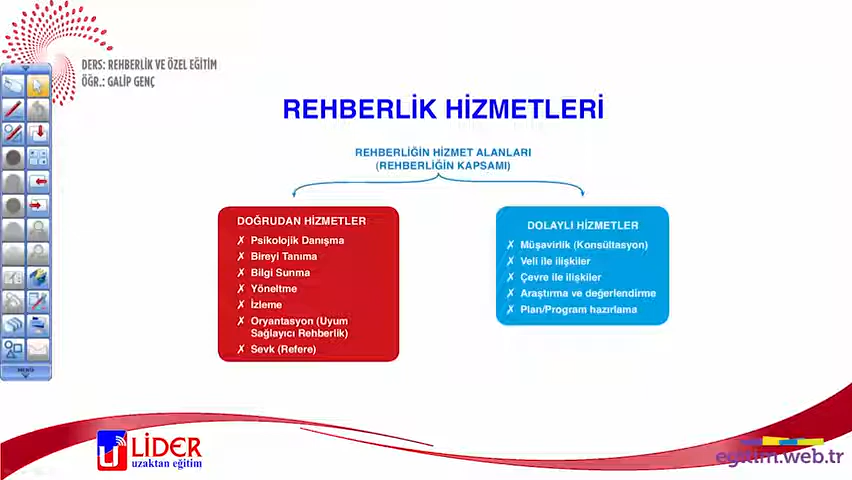 DERS: REHBERLİK VE ÖZEL EĞİTİM
ÖĞR.: GALİP GENÇ
REHBERLİK HİZMETLERİ
REHBERLİĞİN HİZMET ALANLARI
(REHBERLİĞİN KAPSAMI)
DOĞRUDAN HİZMETLER
✗ Psikolojik Danışma
✗ Bireyi Tanıma
✗ Bilgi Sunma
✗ Yöneltme
✗ İzleme
✗ Oryantasyon (Uyum
Sağlayıcı Rehberlik)
✗ Sevk (Refere)
DOLAYLI HİZMETLER
✗ Müşavirlik (Konsültasyon)
✗ Veli ile ilişkiler
✗ Çevre ile ilişkiler
✗ Araştırma ve değerlendirme
✗ Plan/Program hazırlama
MENÜ
LİDER
uzaktan eğitim
egitim.web.tr